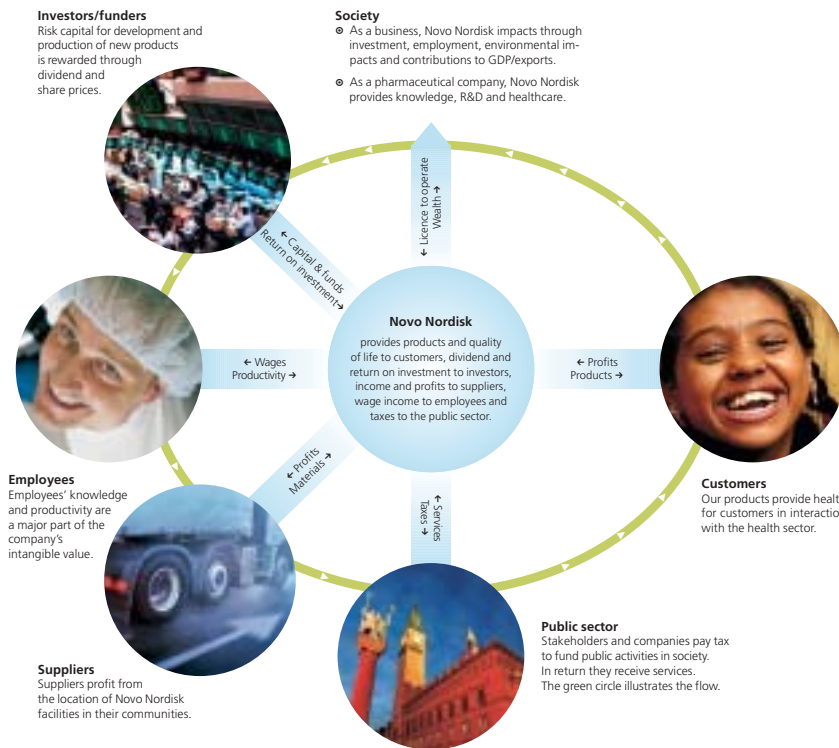 Investors/funders
Risk capital for development and
production of new products
is rewarded through
dividend and
share prices.
Society
As a business, Novo Nordisk impacts through
investment, employment, environmental im-
pacts and contributions to GDP/exports.
As a pharmaceutical company, Novo Nordisk
provides knowledge, R&D and healthcare.
← Licence to operate
Wealth →
← Capital & funds
Return on investment→
Novo Nordisk
provides products and quality
of life to customers, dividend and
return on investment to investors,
income and profits to suppliers,
wage income to employees and
taxes to the public sector.
← Wages
Productivity →
← Profits
Products →
← Profits
Materials →
← Services
Taxes →
Employees
Employees' knowledge
and productivity are
a major part of the
company's
intangible value.
Customers
Our products provide healt
for customers in interactio
with the health sector.
Suppliers
Suppliers profit from
the location of Novo Nordisk
facilities in their communities.
Public sector
Stakeholders and companies pay tax
to fund public activities in society.
In return they receive services.
The green circle illustrates the flow.